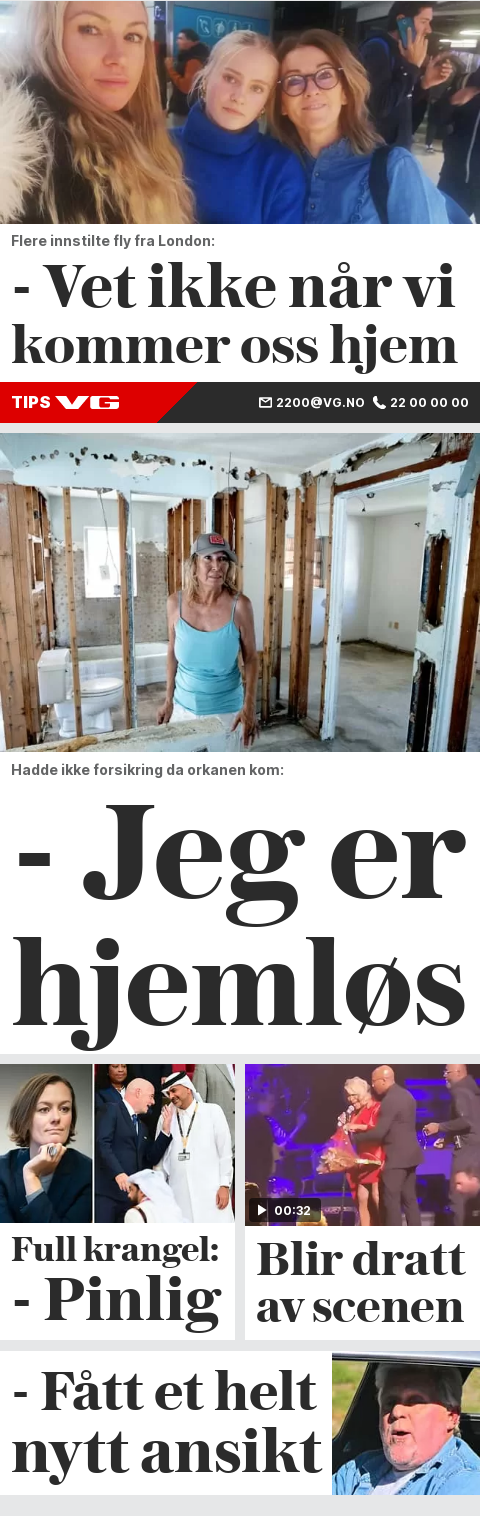 Flere innstilte fly fra London:
- Vet ikke når vi
kommer oss hjem
TIPS VG 2200@VG.NO 22 00 00 00
Hadde ikke forsikring da orkanen kom:
- Jeg er
hjemløs
Full krangel:
- Pinlig
00:32
Blir dratt
av scenen
- Fått et helt
nytt ansikt